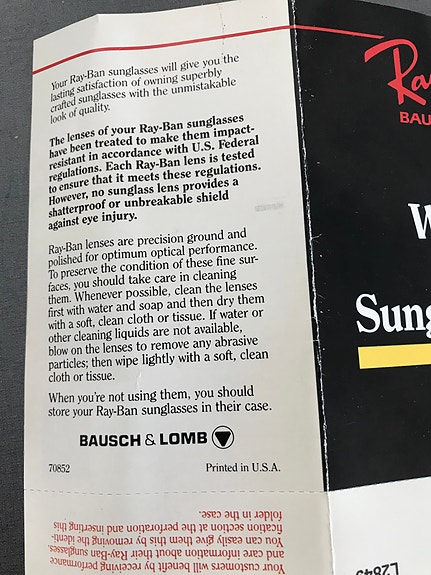 Your Ray-Ban sunglasses will give you the
lasting satisfaction of owning superbly
crafted sunglasses with the unmistakable
look of quality.
The lenses of your Ray-Ban sunglasses
have been treated to make them impact-
resistant in accordance with U.S. Federal
regulations. Each Ray-Ban lens is tested
to ensure that it meets these regulations.
However, no sunglass lens provides a
shatterproof or unbreakable shield
against eye injury.
Ray-Ban lenses are precision ground and
polished for optimum optical performance.
To preserve the condition of these fine sur-
faces, you should take care in cleaning
them. Whenever possible, clean the lenses
first with water and soap and then dry them
with a soft, clean cloth or tissue. If water or
other cleaning liquids are not available,
blow on the lenses to remove any abrasive
particles; then wipe lightly with a soft, clean
cloth or tissue.
When you're not using them, you should
store your Ray-Ban sunglasses in their case.
BAUSCH & LOMB
70852 Printed in U.S.A.
Your customers will benefit by receiving performance
and care information about their Ray-Ban sunglasses.
You can easily give them this by removing the identi-
fication section at the perforation and inserting this
folder in the case.
Ra
BAU
W
Sung
L2845